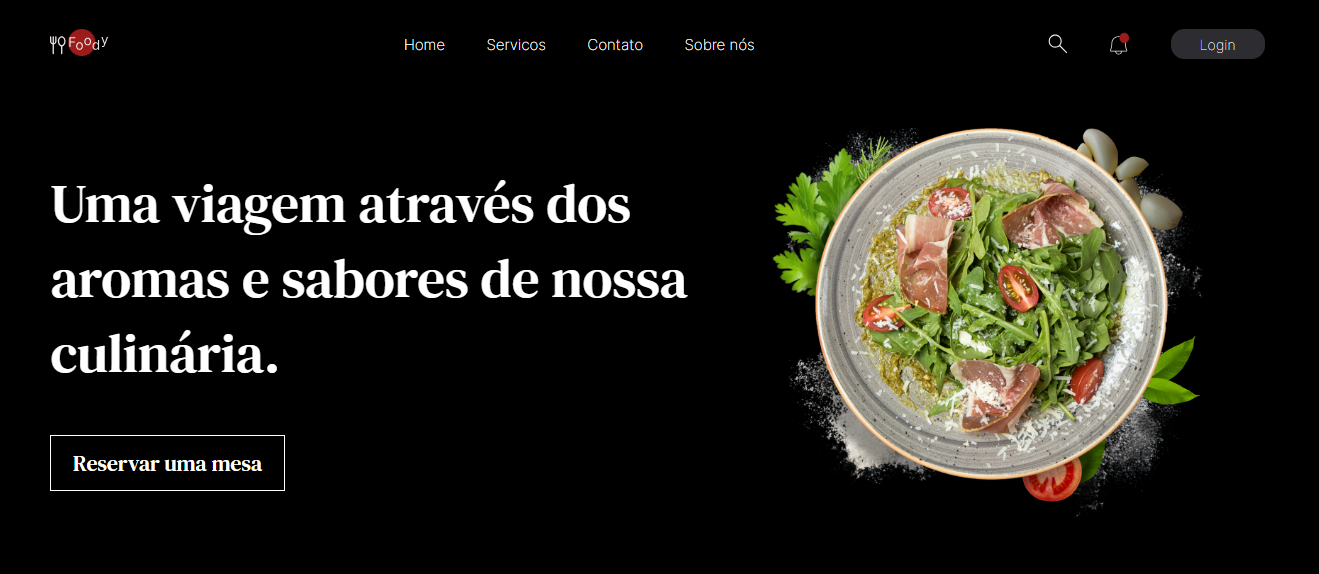 Foody
Home Servicos Contato Sobre nós
Login
Uma viagem através dos
aromas e sabores de nossa
culinária.
Reservar uma mesa